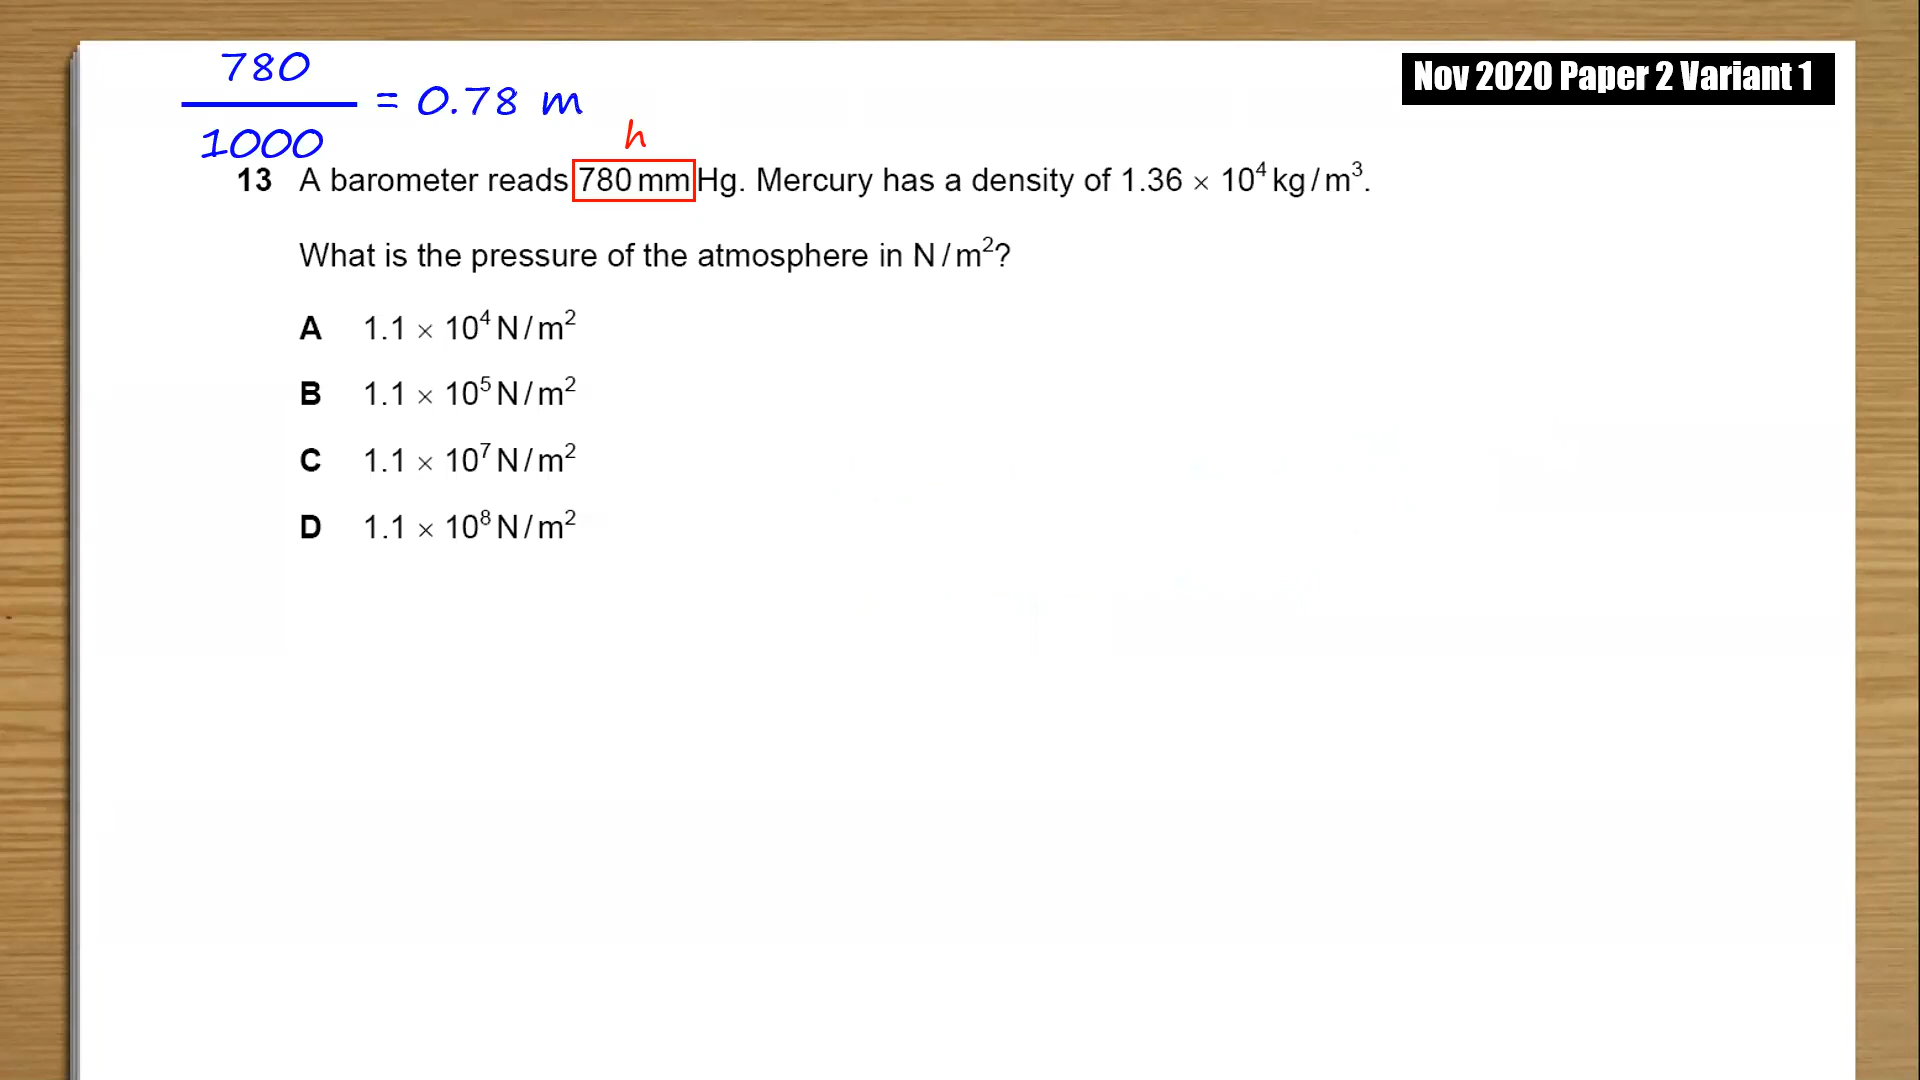 780
1000 = 0.78 m
Nov 2020 Paper 2 Variant 1
h
13 A barometer reads 780 mm Hg. Mercury has a density of 1.36 × 10⁴ kg/m³.
What is the pressure of the atmosphere in N/m²?
A 1.1 × 10⁴ N/m²
B 1.1 × 10⁵ N/m²
C 1.1 × 10⁷ N/m²
D 1.1 × 10⁸ N/m²